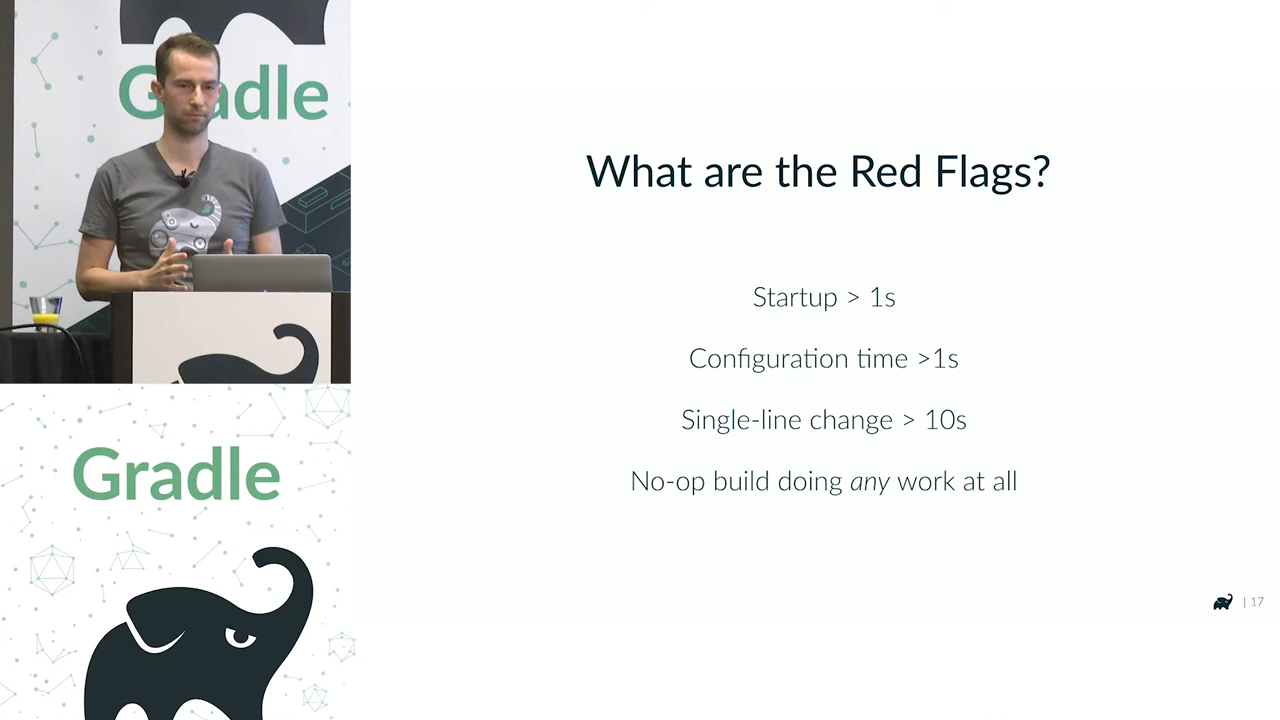 Gradle
What are the Red Flags?
Startup > 1s
Configuration time >1s
Single-line change > 10s
No-op build doing any work at all
| 17
Gradle